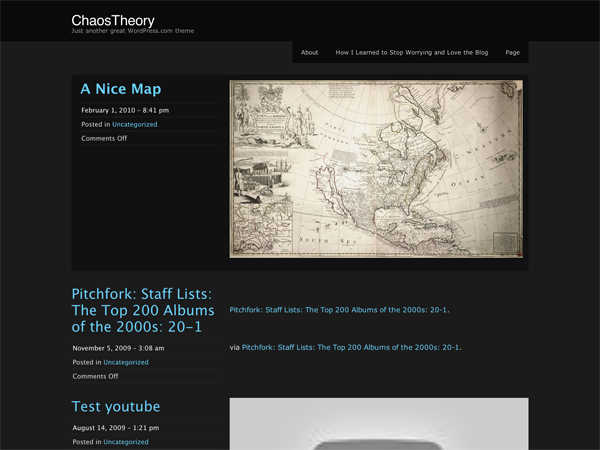 ChaosTheory
Just another great WordPress.com theme
About
How I Learned to Stop Worrying and Love the Blog
Page
A Nice Map
February 1, 2010 – 8:41 pm
Posted in Uncategorized
Comments Off
SOUTH SEA
OCEAN
Pitchfork: Staff Lists:
The Top 200 Albums
of the 2000s: 20-1
November 5, 2009 – 3:08 am
Posted in Uncategorized
Comments Off
Pitchfork: Staff Lists: The Top 200 Albums of the 2000s: 20-1.
via Pitchfork: Staff Lists: The Top 200 Albums of the 2000s: 20-1.
Test youtube
August 14, 2009 – 1:21 pm
Posted in Uncategorized